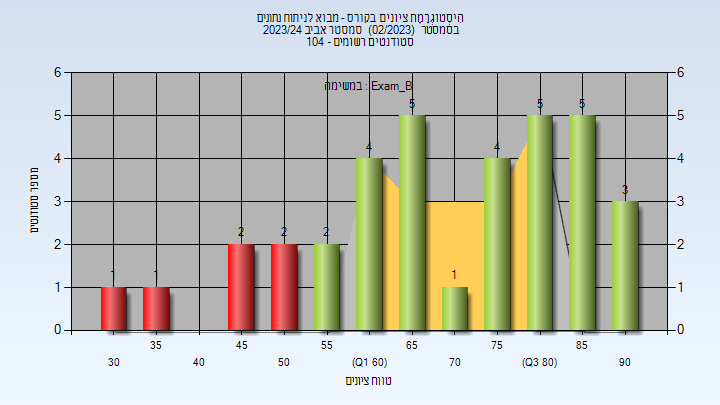 הִיסְטוֹגְרָמַת ציונים בקורס - מבוא לניתוח נתונים
בסמסטר (02/2023) סמסטר אביב 2023/24
סטודנטים רשומים - 104
במשימה : Exam_B
מספר סטודנטים
6 6
5 5
4 4
3 3
2 2
1 1
0 0
1 1 2 2 2 4 5 1 4 5 5 3
35 45 55 65 75 85
30 40 50 (Q1 60) 70 (Q3 80) 90
טווח ציונים